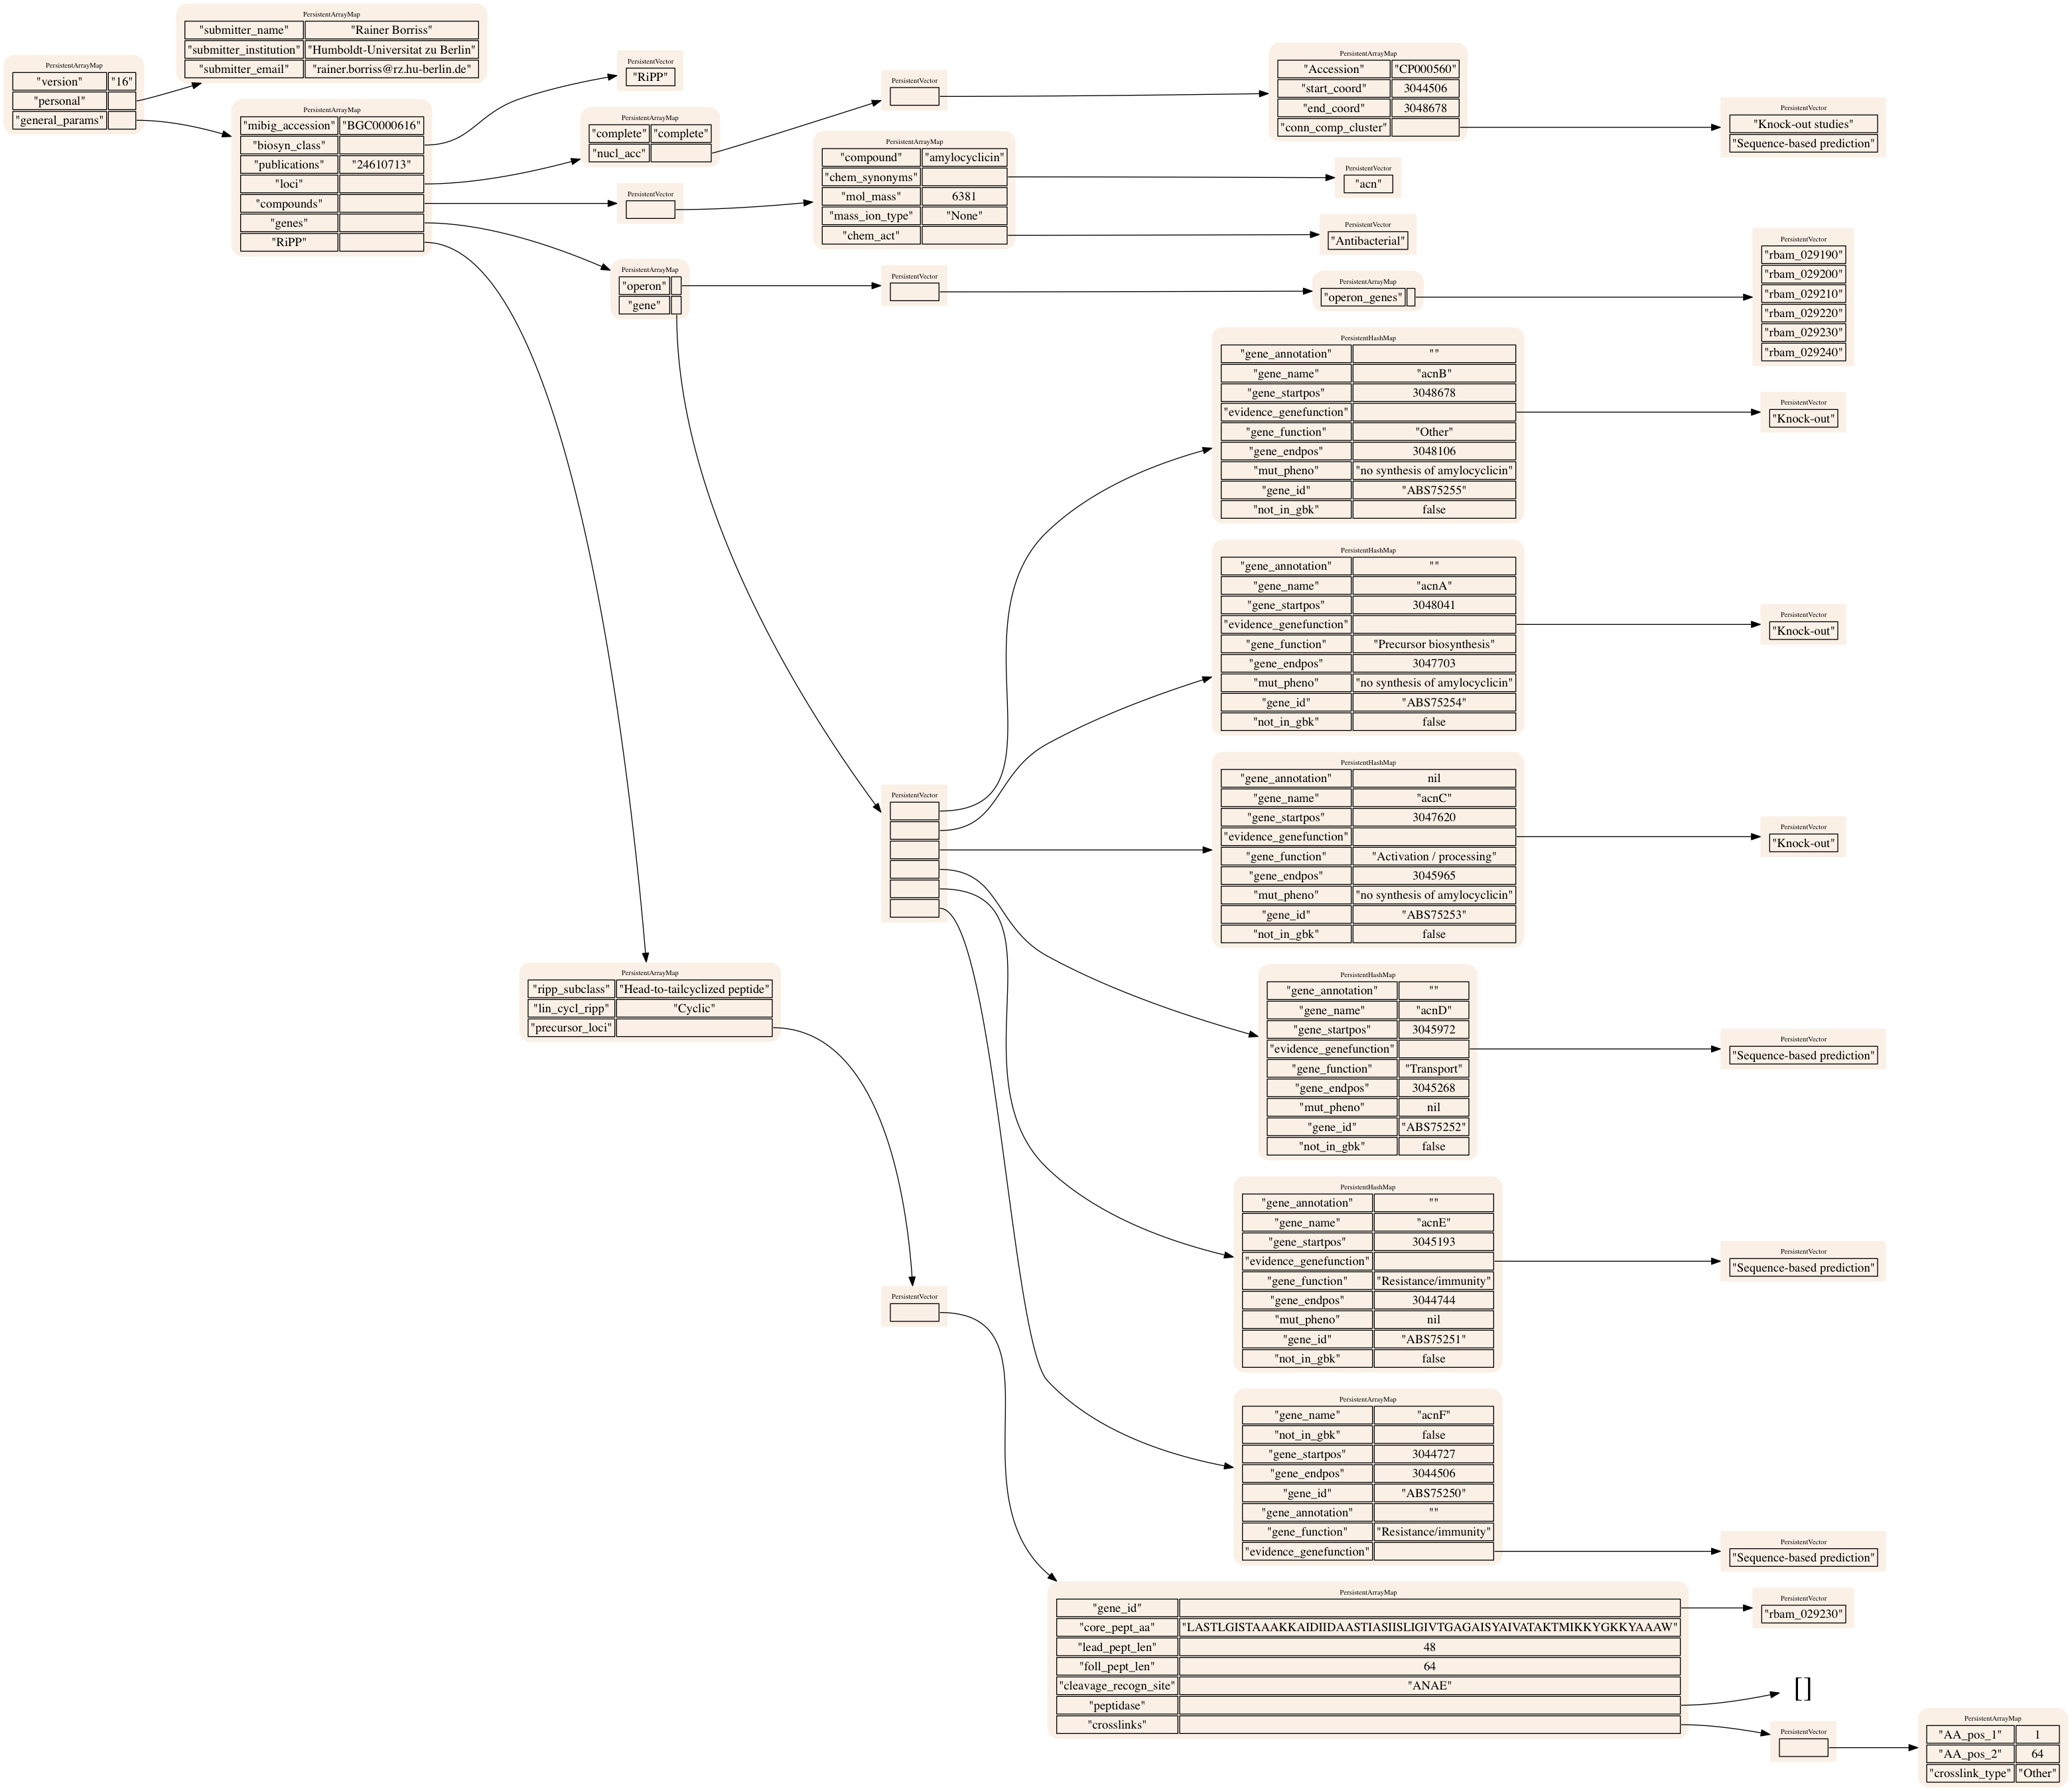 PersistentArrayMap
"version" "16"
"personal"
"general_params"
PersistentArrayMap
"submitter_name" "Rainer Borriss"
"submitter_institution" "Humboldt-Universitat zu Berlin"
"submitter_email" "rainer.borriss@rz.hu-berlin.de"
PersistentArrayMap
"mibig_accession" "BGC0000616"
"biosyn_class"
"publications" "24610713"
"loci"
"compounds"
"genes"
"RiPP"
PersistentVector
"RiPP"
PersistentArrayMap
"complete" "complete"
"nucl_acc"
PersistentVector
PersistentArrayMap
"Accession" "CP000560"
"start_coord" 3044506
"end_coord" 3048678
"conn_comp_cluster"
PersistentVector
"Knock-out studies"
"Sequence-based prediction"
PersistentVector
PersistentArrayMap
"compound" "amylocyclicin"
"chem_synonyms"
"mol_mass" 6381
"mass_ion_type" "None"
"chem_act"
PersistentVector
"acn"
PersistentVector
"Antibacterial"
PersistentArrayMap
"operon"
"gene"
PersistentVector
PersistentArrayMap
"operon_genes"
PersistentVector
"rbam_029190"
"rbam_029200"
"rbam_029210"
"rbam_029220"
"rbam_029230"
"rbam_029240"
PersistentVector
PersistentHashMap
"gene_annotation" ""
"gene_name" "acnB"
"gene_startpos" 3048678
"evidence_genefunction"
"gene_function" "Other"
"gene_endpos" 3048106
"mut_pheno" "no synthesis of amylocyclicin"
"gene_id" "ABS75255"
"not_in_gbk" false
PersistentVector
"Knock-out"
PersistentHashMap
"gene_annotation" ""
"gene_name" "acnA"
"gene_startpos" 3048041
"evidence_genefunction"
"gene_function" "Precursor biosynthesis"
"gene_endpos" 3047703
"mut_pheno" "no synthesis of amylocyclicin"
"gene_id" "ABS75254"
"not_in_gbk" false
PersistentVector
"Knock-out"
PersistentHashMap
"gene_annotation" nil
"gene_name" "acnC"
"gene_startpos" 3047620
"evidence_genefunction"
"gene_function" "Activation / processing"
"gene_endpos" 3045965
"mut_pheno" "no synthesis of amylocyclicin"
"gene_id" "ABS75253"
"not_in_gbk" false
PersistentVector
"Knock-out"
PersistentHashMap
"gene_annotation" ""
"gene_name" "acnD"
"gene_startpos" 3045972
"evidence_genefunction"
"gene_function" "Transport"
"gene_endpos" 3045268
"mut_pheno" nil
"gene_id" "ABS75252"
"not_in_gbk" false
PersistentVector
"Sequence-based prediction"
PersistentHashMap
"gene_annotation" ""
"gene_name" "acnE"
"gene_startpos" 3045193
"evidence_genefunction"
"gene_function" "Resistance/immunity"
"gene_endpos" 3044744
"mut_pheno" nil
"gene_id" "ABS75251"
"not_in_gbk" false
PersistentVector
"Sequence-based prediction"
PersistentArrayMap
"gene_name" "acnF"
"not_in_gbk" false
"gene_startpos" 3044727
"gene_endpos" 3044506
"gene_id" "ABS75250"
"gene_annotation" ""
"gene_function" "Resistance/immunity"
"evidence_genefunction"
PersistentVector
"Sequence-based prediction"
PersistentArrayMap
"ripp_subclass" "Head-to-tailcyclized peptide"
"lin_cycl_ripp" "Cyclic"
"precursor_loci"
PersistentVector
PersistentArrayMap
"gene_id"
"core_pept_aa" "LASTLGISTAAAKKAIDIIDAASTIASIISLIGIVTGAGAISYAIVATAKTMIKKYGKKYAAAW"
"lead_pept_len" 48
"foll_pept_len" 64
"cleavage_recogn_site" "ANAE"
"peptidase"
"crosslinks"
PersistentVector
"rbam_029230"
[]
PersistentVector
PersistentArrayMap
"AA_pos_1" 1
"AA_pos_2" 64
"crosslink_type" "Other"